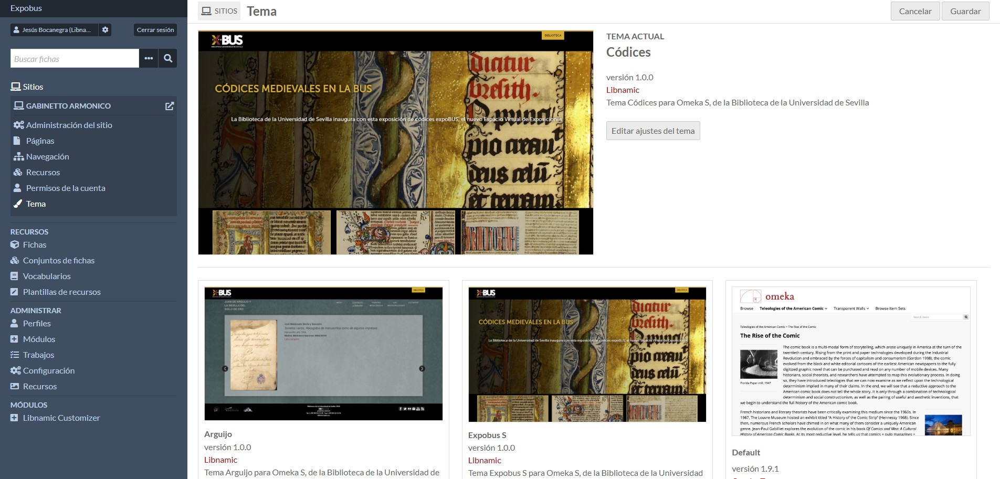 Expobus
Jesús Bocanegra (Libna...
Cerrar sesión
Buscar fichas
Sitios
GABINETTO ARMONICO
Administración del sitio
Páginas
Navegación
Recursos
Permisos de la cuenta
Tema
RECURSOS
Fichas
Conjuntos de fichas
Vocabularios
Plantillas de recursos
ADMINISTRAR
Perfiles
Módulos
Trabajos
Configuración
Recursos
MÓDULOS
Libnamic Customizer
SITIOS
Tema
Cancelar
Guardar
X-BUS
BIBLIOTECA
CÓDICES MEDIEVALES EN LA BUS
La Biblioteca de la Universidad de Sevilla inaugura con esta exposición de códices expoBUS, el nuevo Espacio Virtual de Exposiciones.
TEMA ACTUAL
Códices
versión 1.0.0
Libnamic
Tema Códices para Omeka S, de la Biblioteca de la Universidad de Sevilla
Editar ajustes del tema
X-BUS
BIBLIOTECA
JUAN DE ARGUIJO Y
LA SEVILLA DEL
SIGLO DE ORO
Arguijo
versión 1.0.0
Libnamic
Tema Arguijo para Omeka S, de la Biblioteca de la Universidad de
X-BUS
BIBLIOTECA
CÓDICES MEDIEVALES EN LA BUS
La Biblioteca de la Universidad de Sevilla inaugura con esta exposición de códices expoBUS, el nuevo Espacio Virtual de Exposiciones.
Expobus S
versión 1.0.0
Libnamic
Tema Expobus S para Omeka S, de la Biblioteca de la Universidad
omeka
Browse Teleologies of the American Comic Transparent Walls Browse Item Sets
Search items
Teleologies of the American Comic > The Rise of the Comic
The Rise of the Comic
The comic book is a multi-modal form of storytelling, which arose uniquely in America at the turn of the
twentieth century. Rising from the print and paper technologies developed during the Industrial
Revolution and embraced by the forces of capitalism and consumerism (Gordon 1998), the comic
evolved from the black and white editorial cartoons of the earliest American newspapers to the fully
digitized graphic novel that can be purchased and read on any number of mobile devices. Many
historians, social theorists, and researchers have attempted to map this evolutionary process. In doing
so, they have introduced teleologies that we can now examine as we reflect upon the technological
determinism implied in many of their claims. In the end, we will see that a reductive approach to the
American comic book does not tell the whole story. It is only through a combination of technological
determinism and social constructionism, as well as the pairing of useful and aesthetic inventions, that
we begin to understand the full history of the American comic book.
Florida Paper mill, 1947
French historians and literary theorists have been critically examining this medium since the 1960s. In
1967, The Louvre Museum hosted an exhibit titled "A History of the Comic Strip" (Hennessy 1968). Since
then, numerous French scholars have chimed in on what many of them consider a uniquely American
genre. Jean-Paul Gabilliet explores the evolution of the comic in his book Of Comics and Men: A Cultural
History of American Comic Books. At its most reductive level, he tells us that comics + pulp magazines =
Default
versión 1.9.1